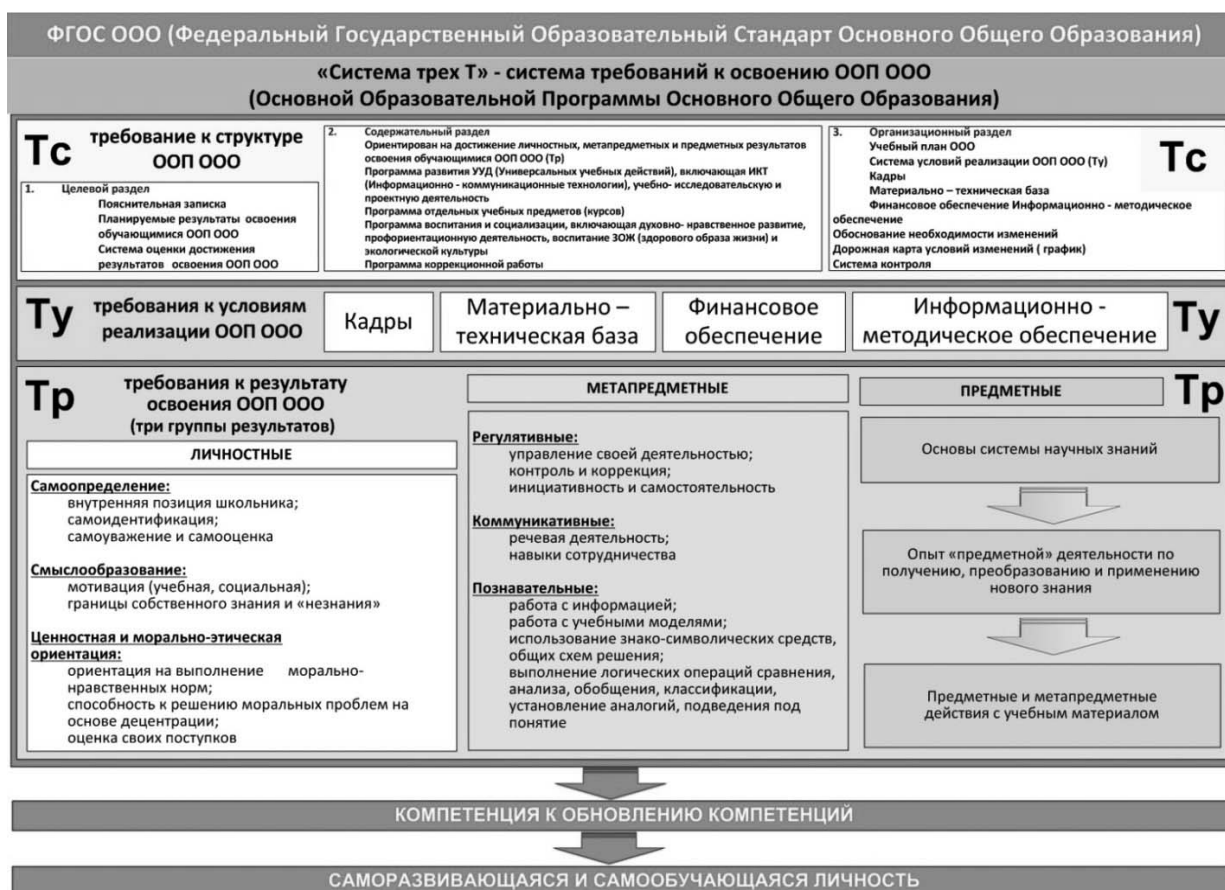 ФГОС ООО (Федеральный Государственный Образовательный Стандарт Основного Общего Образования)
«Система трех Т» - система требований к освоению ООП ООО
(Основной Образовательной Программы Основного Общего Образования)
Тс
требование к структуре
ООП ООО
1. Целевой раздел
Пояснительная записка
Планируемые результаты освоения
обучающимися ООП ООО
Система оценки достижения
результатов освоения ООП ООО
2. Содержательный раздел
Ориентирован на достижение личностных, метапредметных и предметных результатов
освоения обучающимися ООП ООО (Тр)
Программа развития УУД (Универсальных учебных действий), включающая ИКТ
(Информационно - коммуникационные технологии), учебно- исследовательскую и
проектную деятельность
Программа отдельных учебных предметов (курсов)
Программа воспитания и социализации, включающая духовно- нравственное развитие,
профориентационную деятельность, воспитание ЗОЖ (здорового образа жизни) и
экологической культуры
Программа коррекционной работы
3. Организационный раздел
Учебный план ООО
Система условий реализации ООП ООО (Ту)
Кадры
Материально – техническая база
Финансовое обеспечение Информационно - методическое
обеспечение
Обоснование необходимости изменений
Дорожная карта условий изменений ( график)
Система контроля
Тс
Ту
требования к условиям
реализации ООП ООО
Кадры
Материально –
техническая база
Финансовое
обеспечение
Информационно -
методическое обеспечение
Ту
Тр
требования к результату
освоения ООП ООО
(три группы результатов)
ЛИЧНОСТНЫЕ
Самоопределение:
внутренняя позиция школьника;
самоидентификация;
самоуважение и самооценка
Смыслообразование:
мотивация (учебная, социальная);
границы собственного знания и «незнания»
Ценностная и морально-этическая
ориентация:
ориентация на выполнение морально-
нравственных норм;
способность к решению моральных проблем на
основе децентрации;
оценка своих поступков
МЕТАПРЕДМЕТНЫЕ
Регулятивные:
управление своей деятельностью;
контроль и коррекция;
инициативность и самостоятельность
Коммуникативные:
речевая деятельность;
навыки сотрудничества
Познавательные:
работа с информацией;
работа с учебными моделями;
использование знако-символических средств,
общих схем решения;
выполнение логических операций сравнения,
анализа, обобщения, классификации,
установление аналогий, подведения под
понятие
ПРЕДМЕТНЫЕ
Тр
Основы системы научных знаний
Опыт «предметной» деятельности по
получению, преобразованию и применению
нового знания
Предметные и метапредметные
действия с учебным материалом
КОМПЕТЕНЦИЯ К ОБНОВЛЕНИЮ КОМПЕТЕНЦИЙ
САМОРАЗВИВАЮЩАЯСЯ И САМООБУЧАЮЩАЯСЯ ЛИЧНОСТЬ